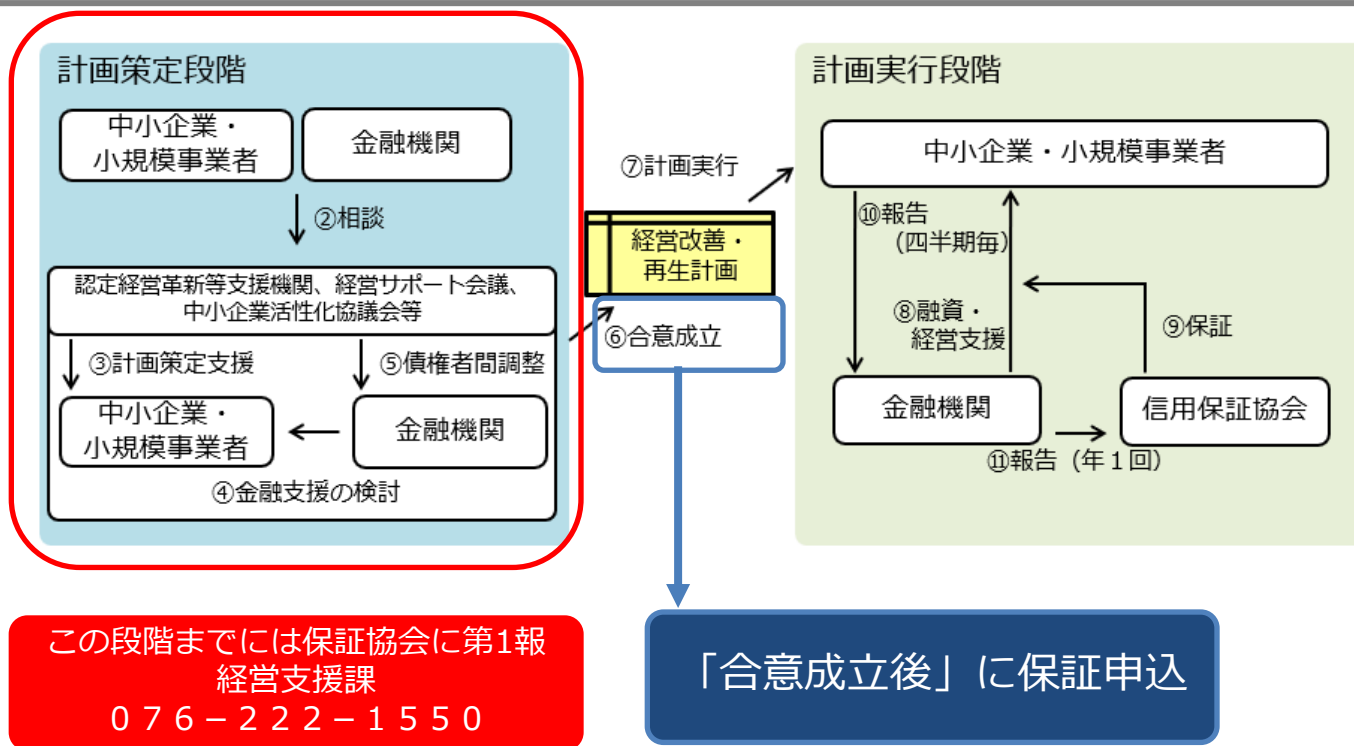 計画策定段階
中小企業・
小規模事業者
金融機関
②相談
認定経営革新等支援機関、経営サポート会議、
中小企業活性化協議会等
③計画策定支援
⑤債権者間調整
中小企業・
小規模事業者
金融機関
④金融支援の検討
⑦計画実行
経営改善・
再生計画
⑥合意成立
計画実行段階
中小企業・小規模事業者
⑩報告
(四半期毎)
⑧融資・
経営支援
⑨保証
金融機関
信用保証協会
⑪報告（年１回）
この段階までには保証協会に第1報
経営支援課
０７６－２２２－１５５０
「合意成立後」に保証申込